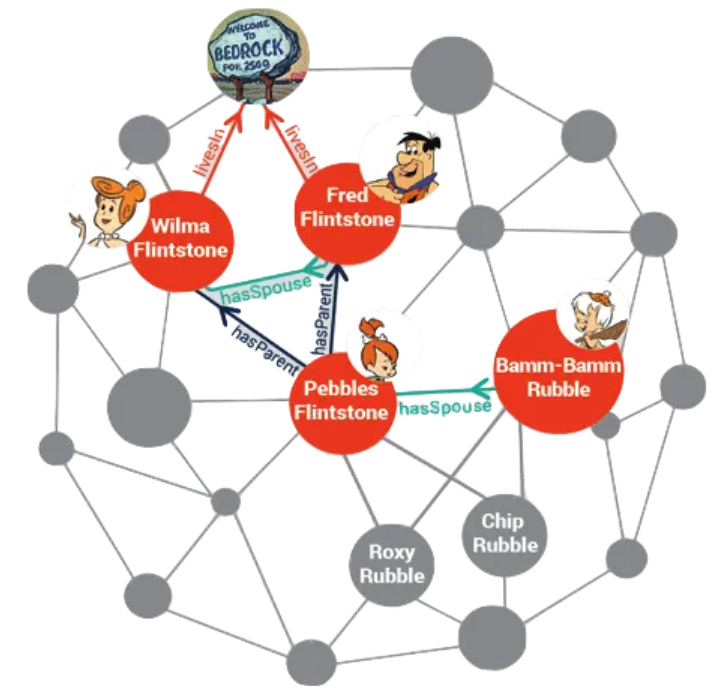 WELCOME
TO
BEDROCK
POP. 2500
livesIn
livesIn
Fred
Flintstone
Wilma
Flintstone
hasSpouse
hasParent
hasParent
Bamm-Bamm
Rubble
Pebbles
Flintstone
hasSpouse
Chip
Rubble
Roxy
Rubble